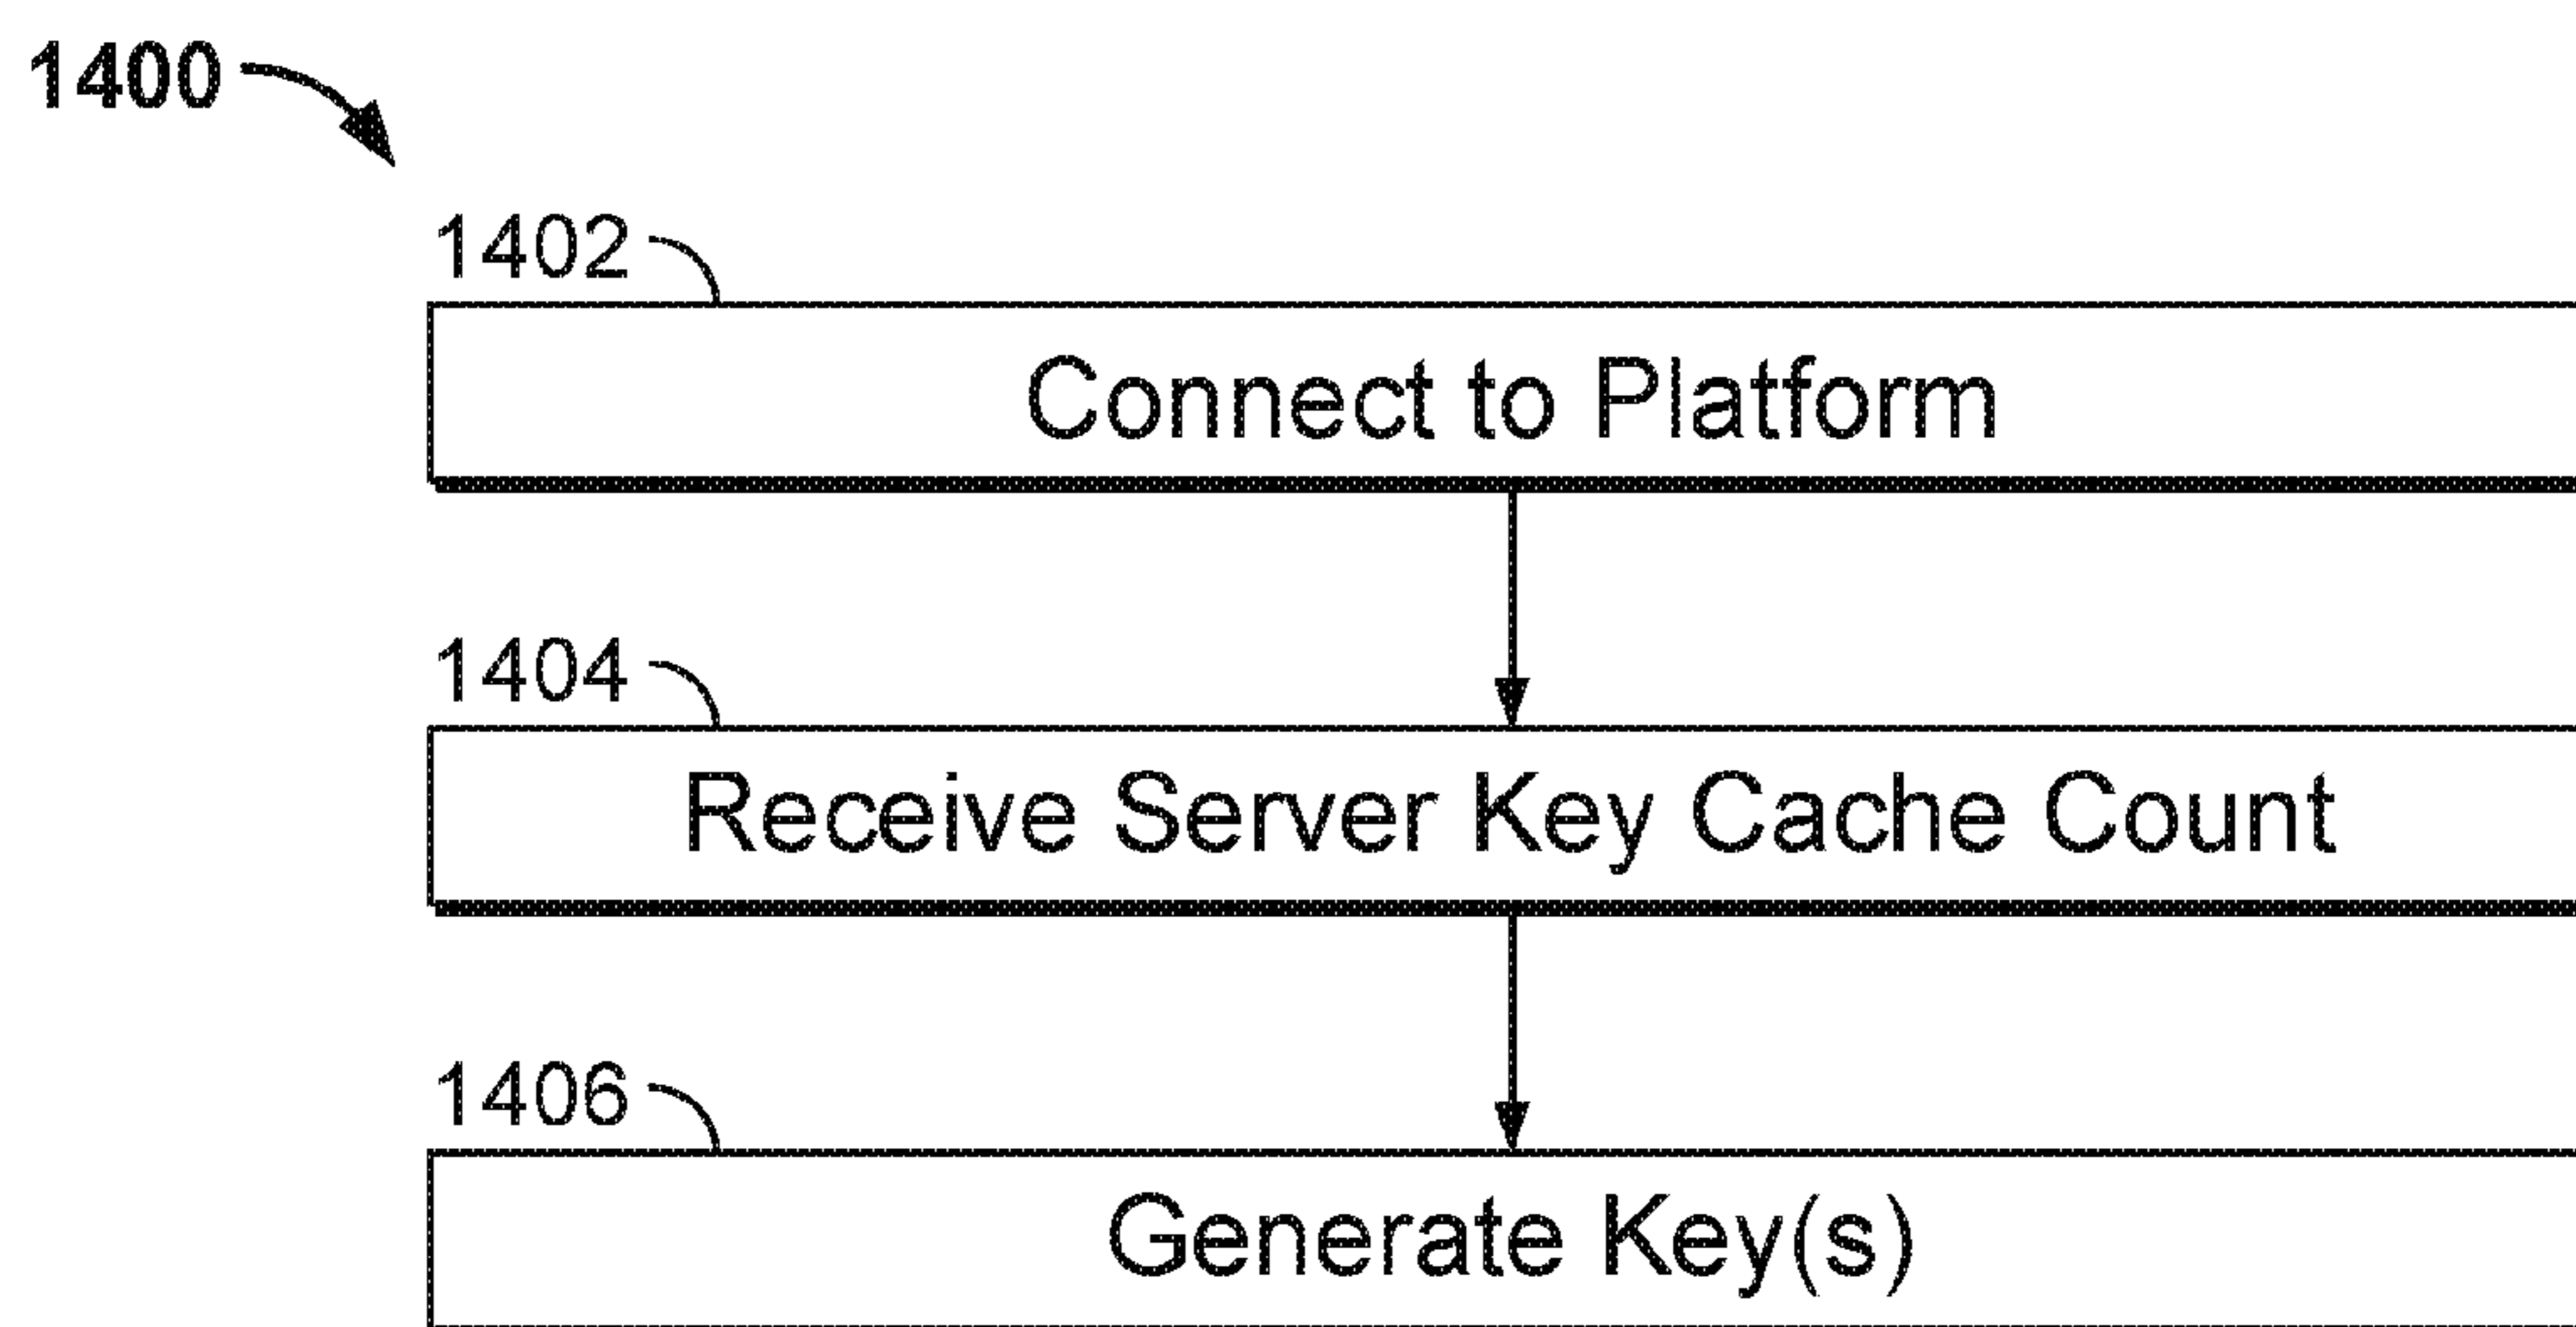 1400
1402
Connect to Platform
1404
Receive Server Key Cache Count
1406
Generate Key(s)